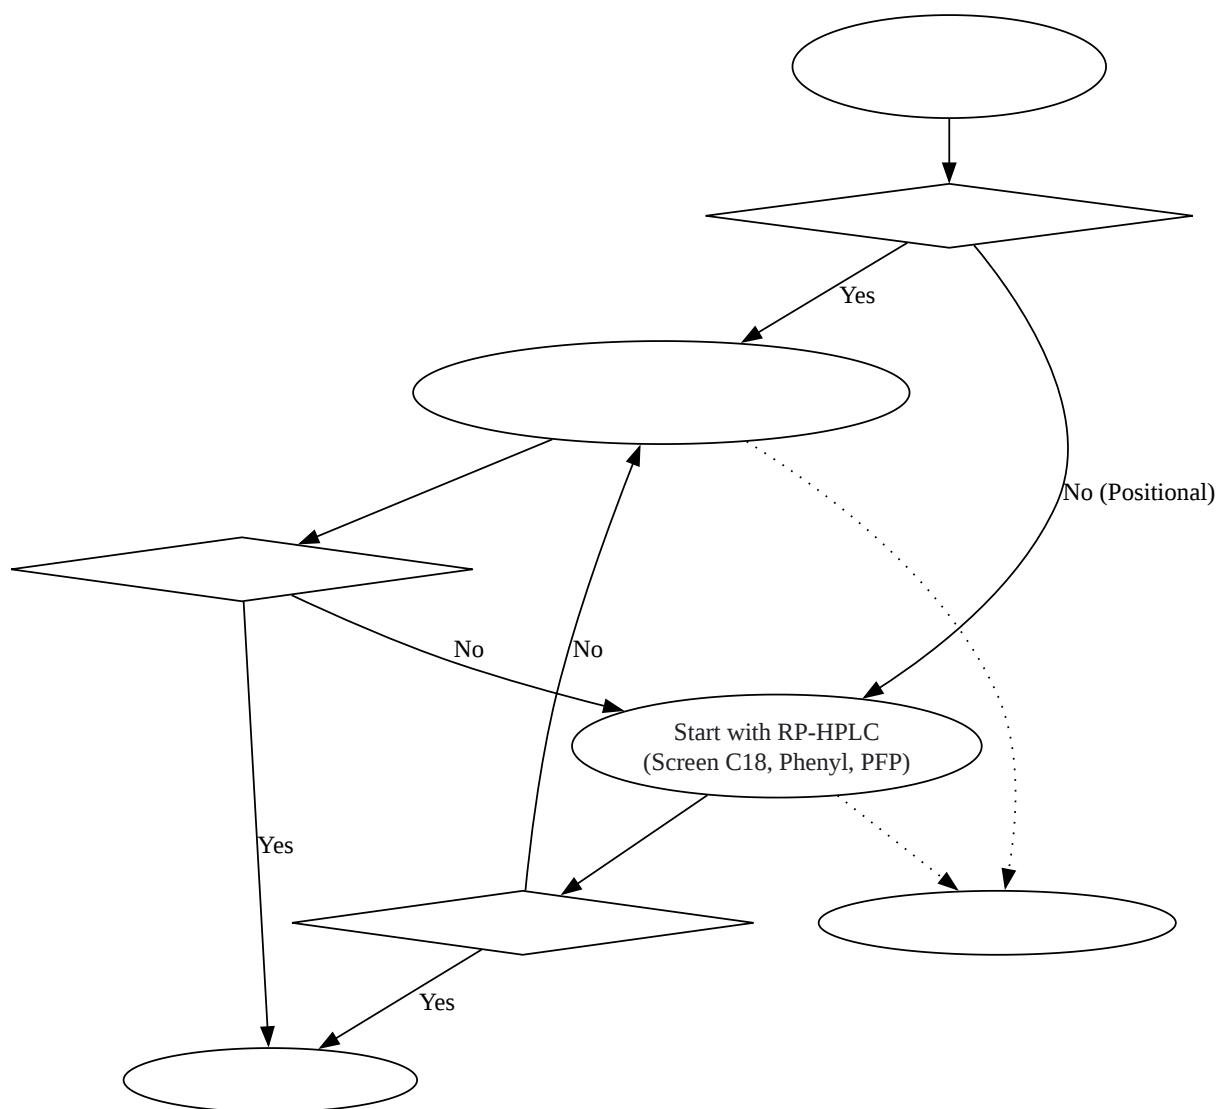 Yes
No (Positional)
No
No
Start with RP-HPLC
(Screen C18, Phenyl, PFP)
Yes
Yes